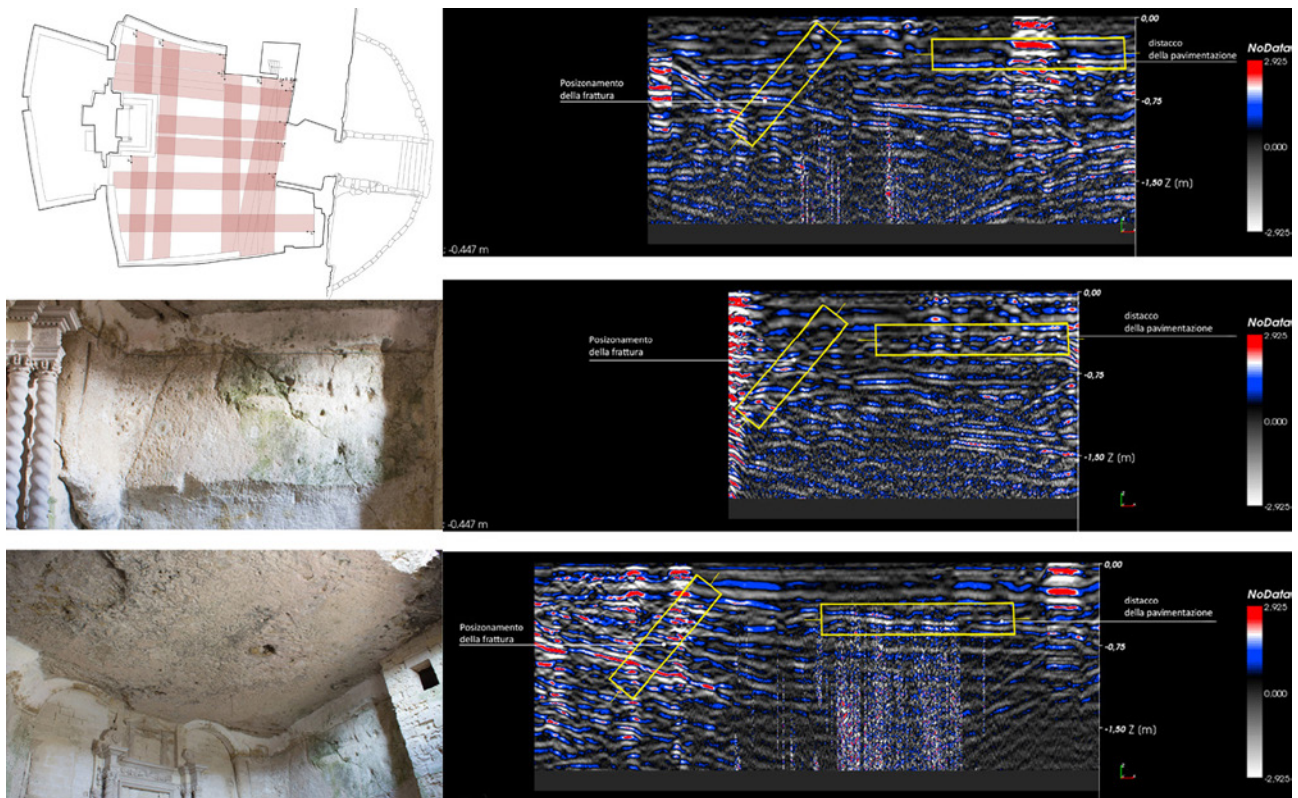 0,00
distacco
della pavimentazione
Posizonamento
della frattura
-0,75
-1,50 Z (m)
: -0.447 m
NoData
2.925
0.000
-2.925
0,00
distacco
della pavimentazione
Posizonamento
della frattura
-0,75
-1,50 Z (m)
: -0.447 m
NoData
2.925
0.000
-2.925
0,00
distacco
della pavimentazione
Posizonamento
della frattura
-0,75
-1,50 Z (m)
NoData
2.925
0.000
-2.925